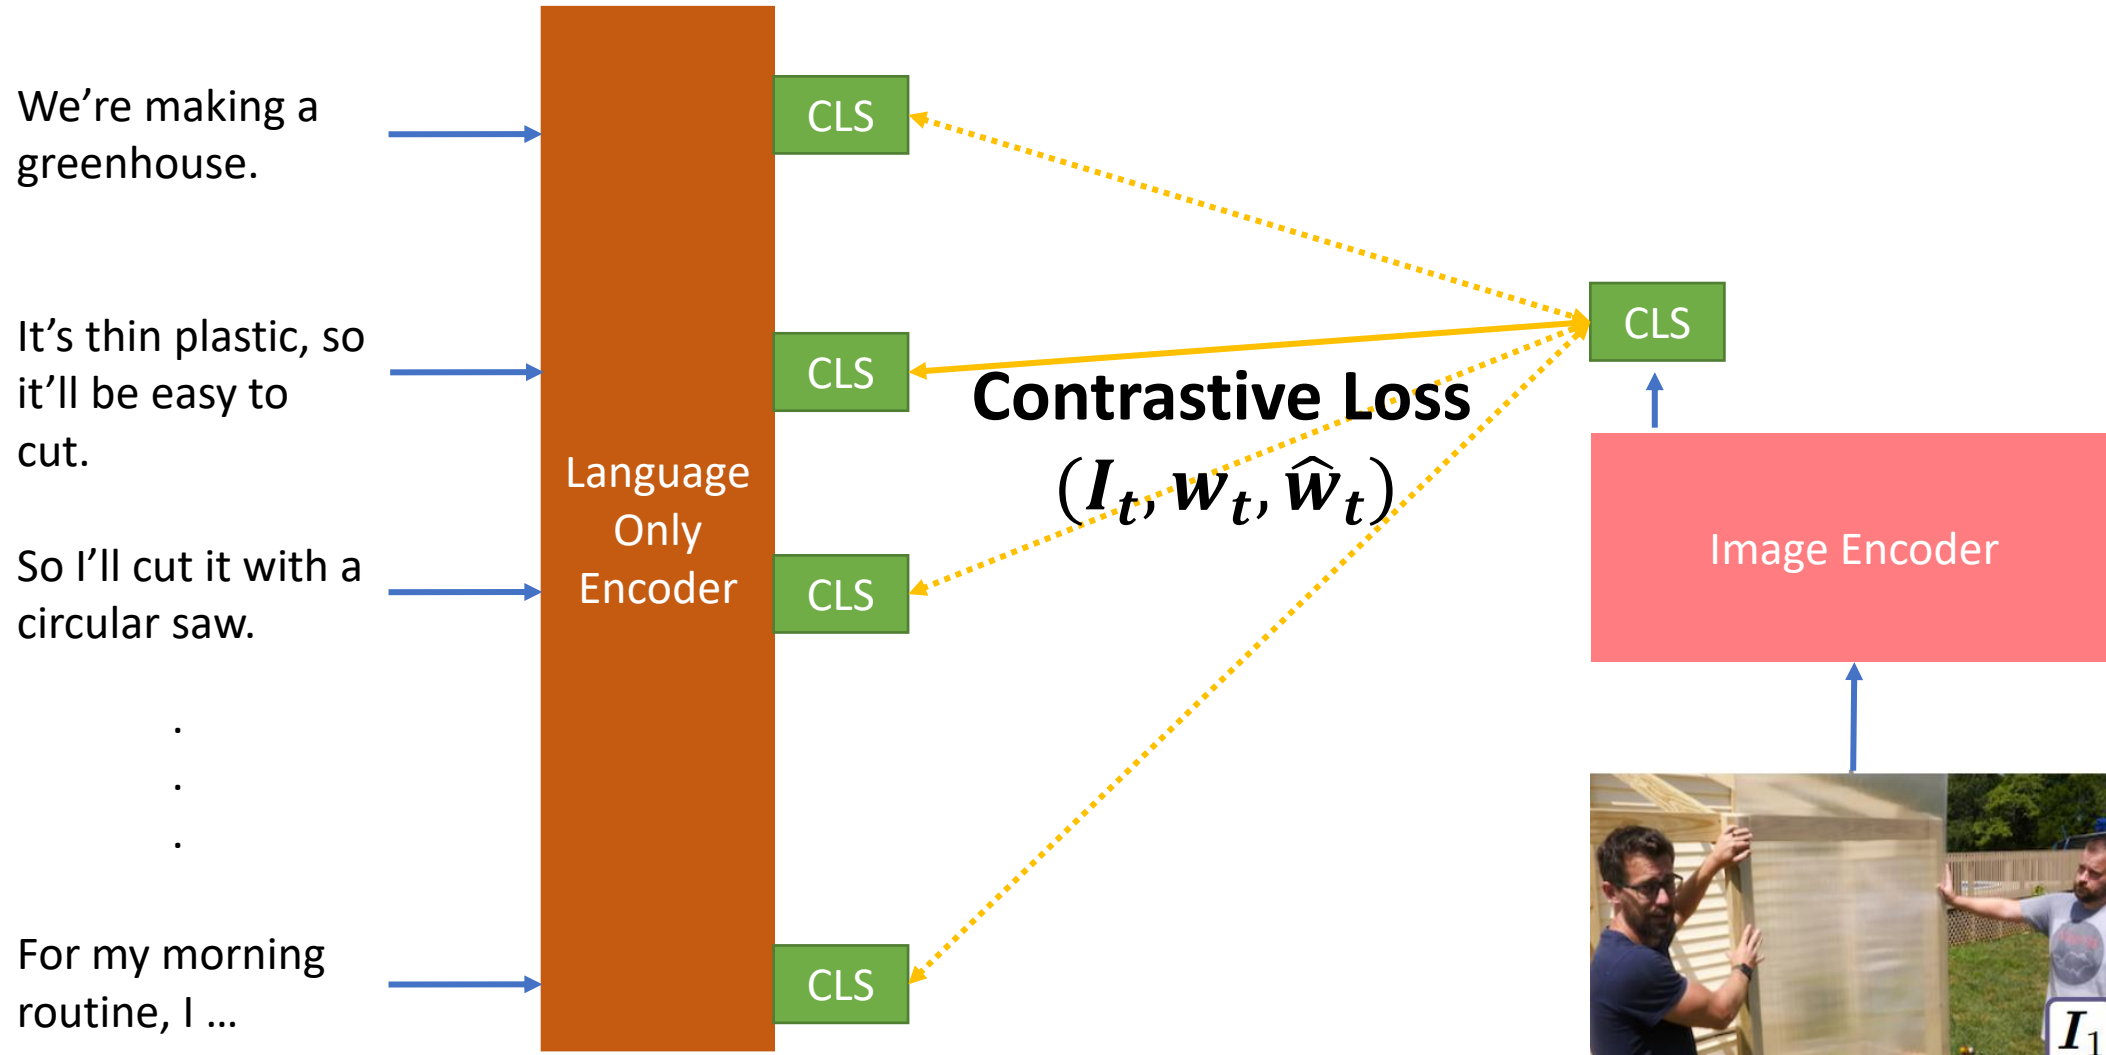 We’re making a
greenhouse.
CLS
It’s thin plastic, so
it’ll be easy to
cut.
CLS
CLS
Contrastive Loss
(I_t, w_t, ŵ_t)
Language
Only
Encoder
Image Encoder
So I’ll cut it with a
circular saw.
CLS
.
.
.
For my morning
routine, I ...
CLS
I_1